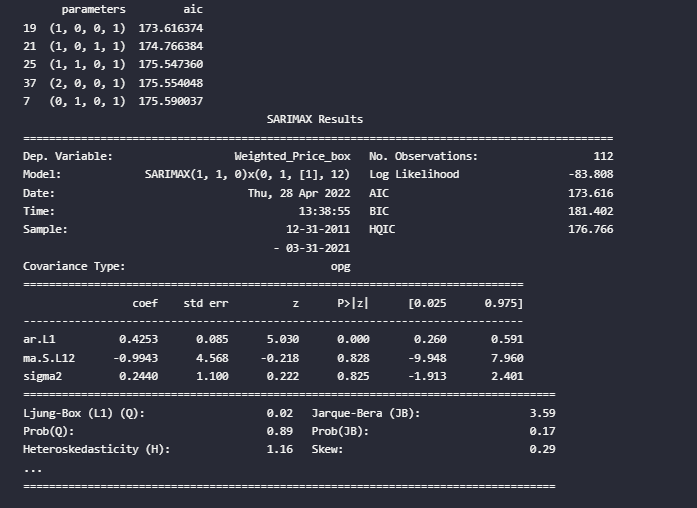 parameters aic
19 (1, 0, 0, 1) 173.616374
21 (1, 0, 1, 1) 174.766384
25 (1, 1, 0, 1) 175.547360
37 (2, 0, 0, 1) 175.554048
7 (0, 1, 0, 1) 175.590037
SARIMAX Results
==========================================================================================
Dep. Variable: Weighted_Price_box No. Observations: 112
Model: SARIMAX(1, 1, 0)x(0, 1, [1], 12) Log Likelihood -83.808
Date: Thu, 28 Apr 2022 AIC 173.616
Time: 13:38:55 BIC 181.402
Sample: 12-31-2011 HQIC 176.766
- 03-31-2021
Covariance Type: opg
==============================================================================
coef std err z P>|z| [0.025 0.975]
------------------------------------------------------------------------------
ar.L1 0.4253 0.085 5.030 0.000 0.260 0.591
ma.S.L12 -0.9943 4.568 -0.218 0.828 -9.948 7.960
sigma2 0.2440 1.100 0.222 0.825 -1.913 2.401
===================================================================================
Ljung-Box (L1) (Q): 0.02 Jarque-Bera (JB): 3.59
Prob(Q): 0.89 Prob(JB): 0.17
Heteroskedasticity (H): 1.16 Skew: 0.29
...
===================================================================================